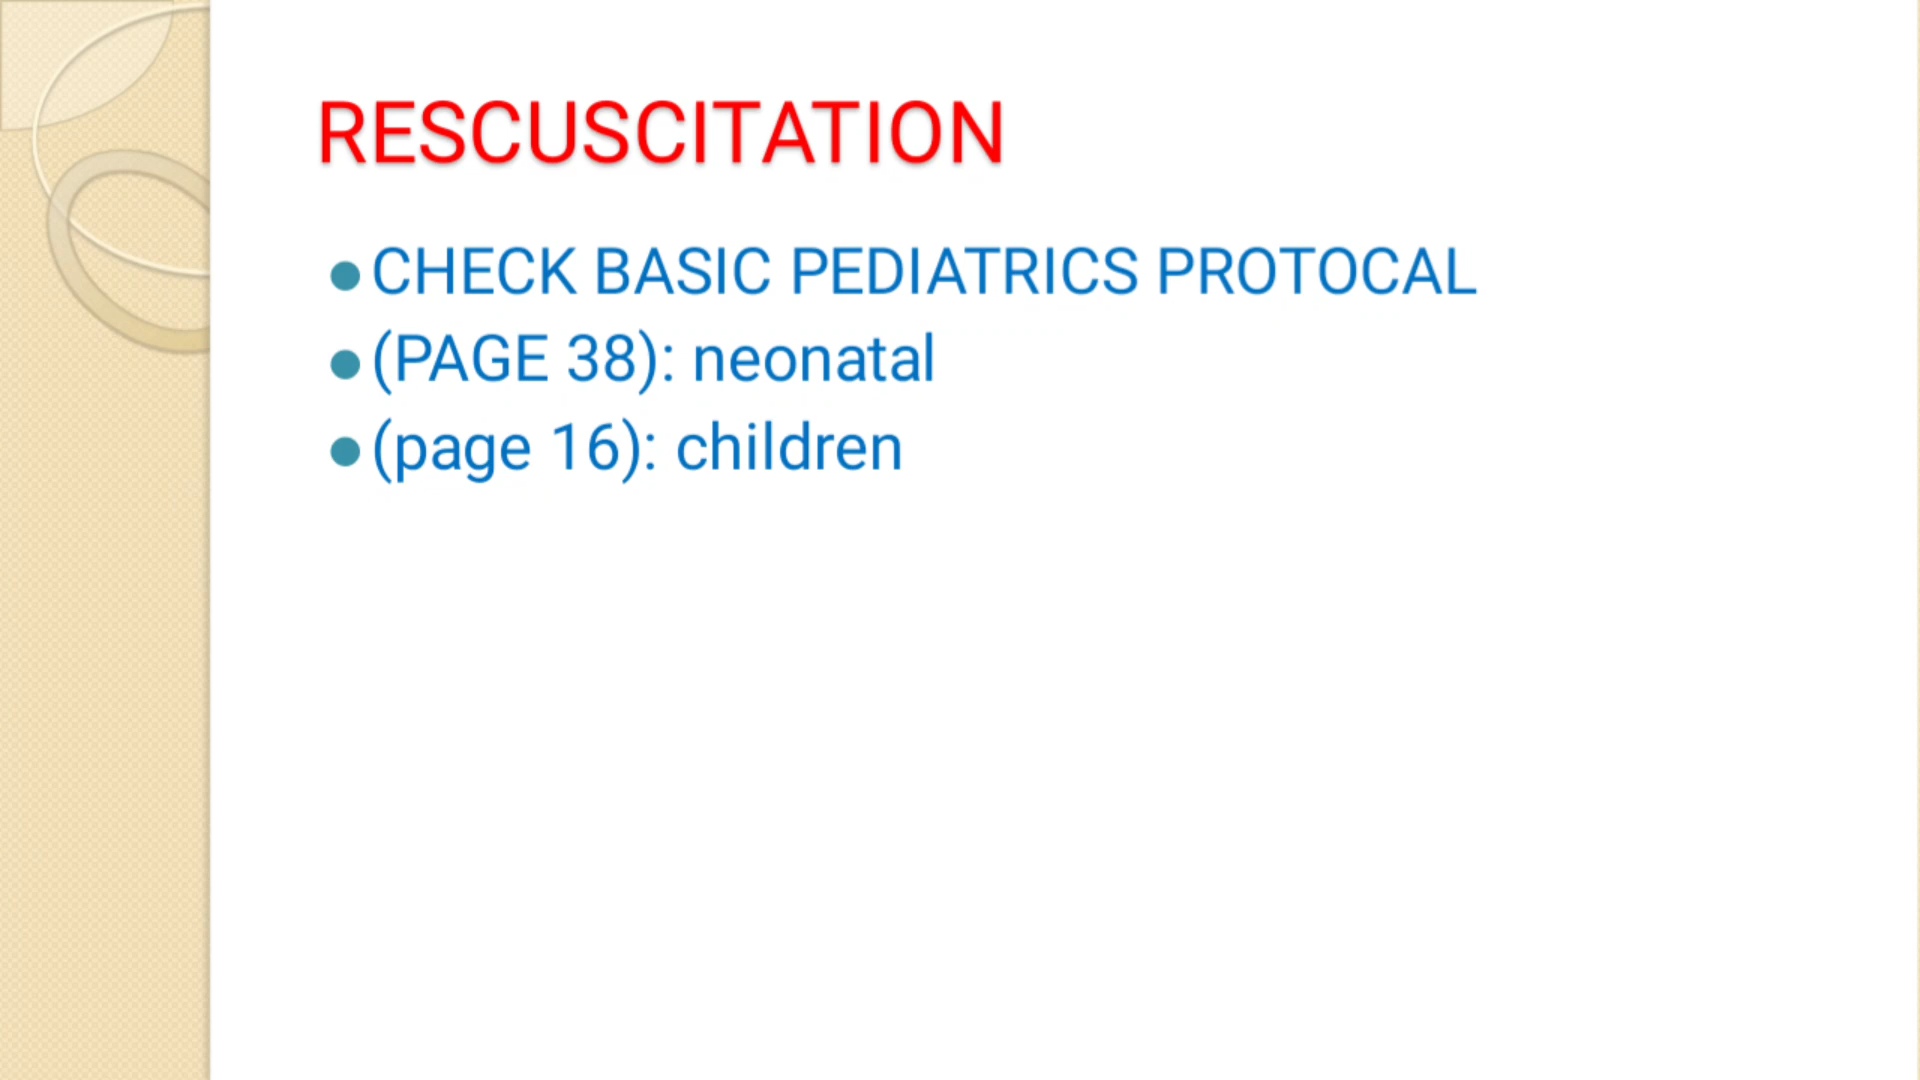 RESCUSCITATION
CHECK BASIC PEDIATRICS PROTOCAL
(PAGE 38): neonatal
(page 16): children